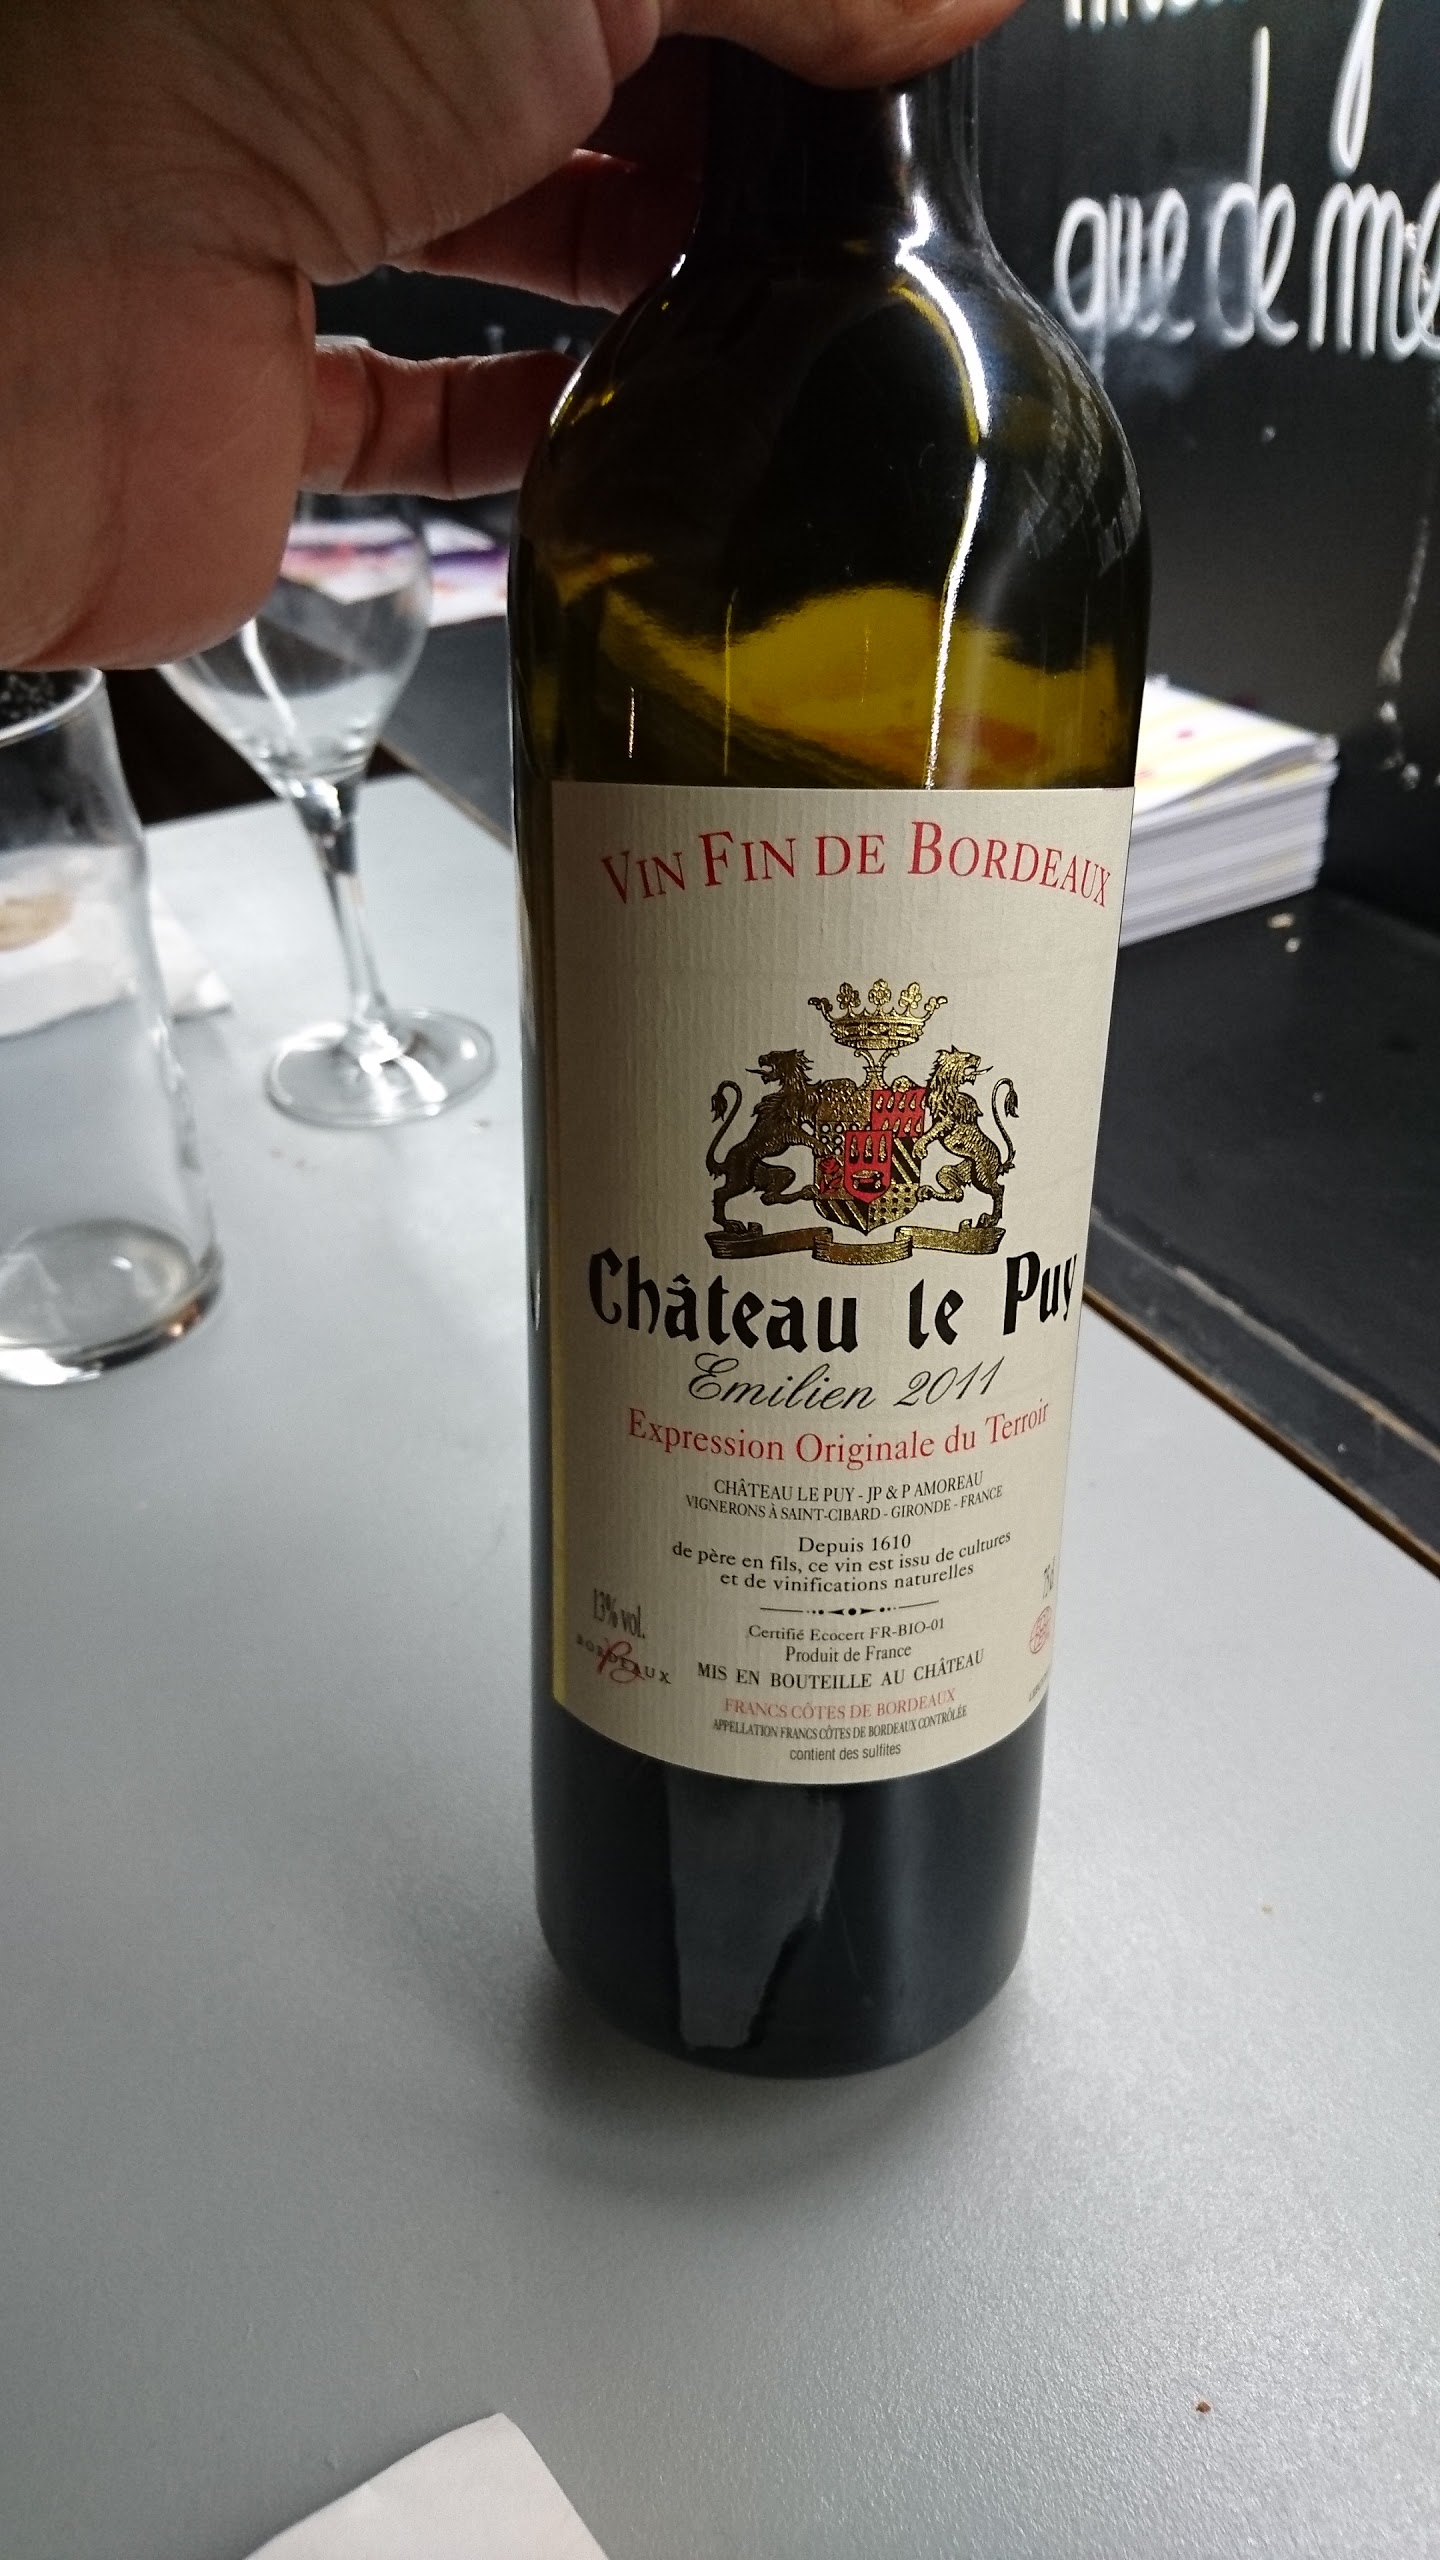 que de me
VIN FIN DE BORDEAUX
Château le Puy
Emilien 2011
Expression Originale du Terroir
CHÂTEAU LE PUY - JP & P AMOREAU
VIGNERONS À SAINT-CIBARD - GIRONDE - FRANCE
Depuis 1610
de père en fils, ce vin est issu de cultures
et de vinifications naturelles
13% vol.
75 cl
Certifié Ecocert FR-BIO-01
Produit de France
BORDEAUX
MIS EN BOUTEILLE AU CHÂTEAU
FRANCS CÔTES DE BORDEAUX
APPELLATION FRANCS CÔTES DE BORDEAUX CONTRÔLÉE
contient des sulfites